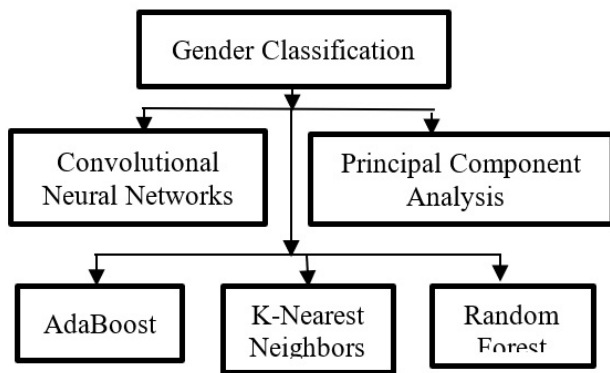 Gender Classification
Convolutional
Neural Networks
Principal Component
Analysis
AdaBoost
K-Nearest
Neighbors
Random
Forest